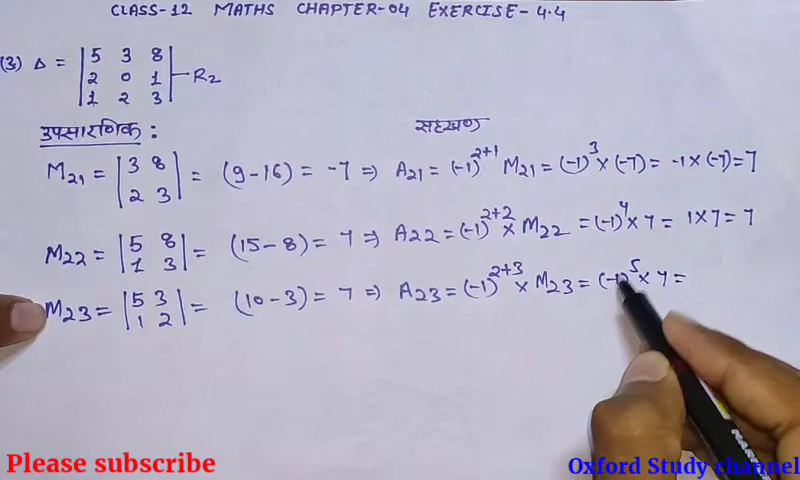 CLASS-12 MATHS CHAPTER-04 EXERCISE-4.4
(3) Δ = | 5 3 8 |
| 2 0 1 | — R2
| 1 2 3 |
उपसारणिक : सहखण्ड
M21 = | 3 8 | = (9-16) = -7 ⇒ A21 = (-1)^2+1 M21 = (-1)^3 × (-7) = -1 × (-7) = 7
| 2 3 |
M22 = | 5 8 | = (15-8) = 7 ⇒ A22 = (-1)^2+2 × M22 = (-1)^4 × 7 = 1×7 = 7
| 1 3 |
M23 = | 5 3 | = (10-3) = 7 ⇒ A23 = (-1)^2+3 × M23 = (-1)^5 × 7 =
| 1 2 |
Please subscribe
Oxford Study channel